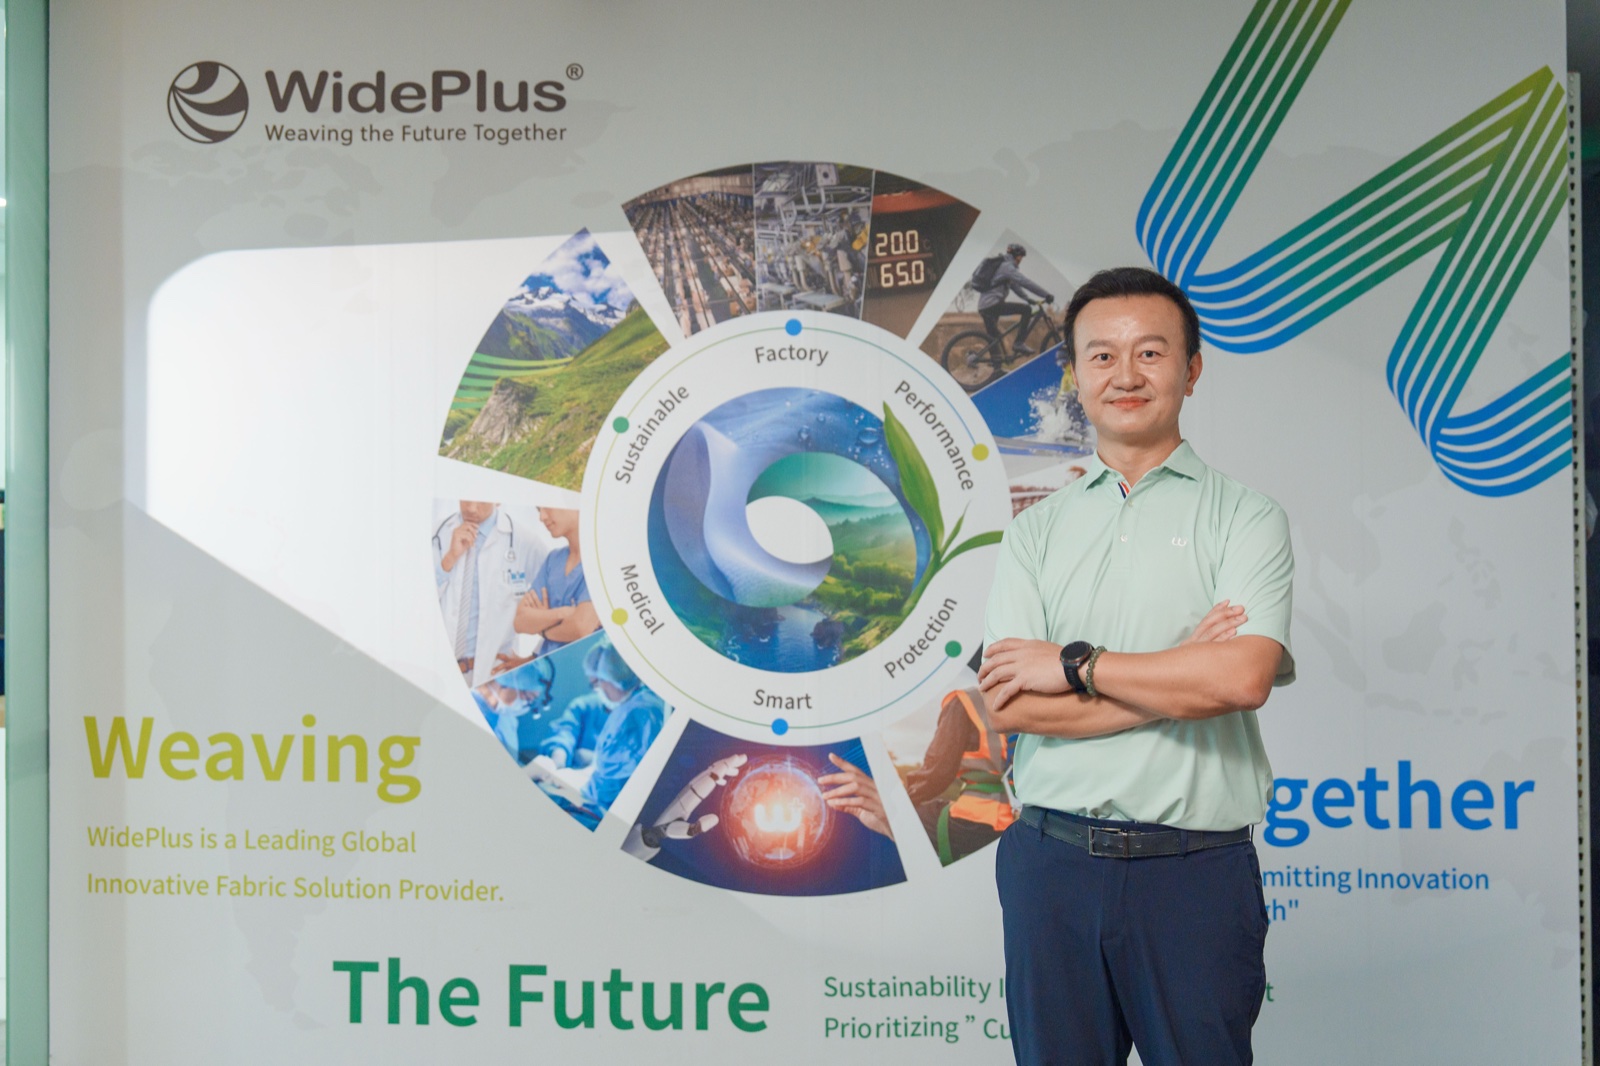 WidePlus®
Weaving the Future Together
20.0
65.0
Factory
Sustainable
Performance
Medical
Protection
Smart
Weaving
WidePlus is a Leading Global
Innovative Fabric Solution Provider.
gether
mitting Innovation
gh"
The Future
Sustainability
Prioritizing ” Cu
t